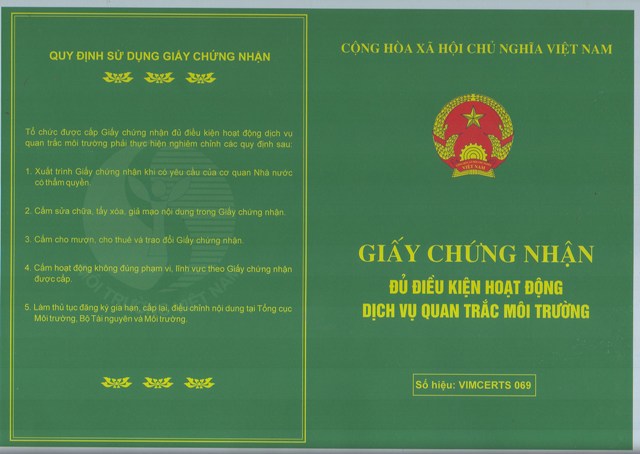 QUY ĐỊNH SỬ DỤNG GIẤY CHỨNG NHẬN
Tổ chức được cấp Giấy chứng nhận đủ điều kiện hoạt động dịch vụ
quan trắc môi trường phải thực hiện nghiêm chỉnh các quy định sau:
1. Xuất trình Giấy chứng nhận khi có yêu cầu của cơ quan Nhà nước
có thẩm quyền.
2. Cấm sửa chữa, tẩy xóa, giả mạo nội dung trong Giấy chứng nhận.
3. Cấm cho mượn, cho thuê và trao đổi Giấy chứng nhận.
4. Cấm hoạt động không đúng phạm vi, lĩnh vực theo Giấy chứng nhận
được cấp.
5. Làm thủ tục đăng ký gia hạn, cấp lại, điều chỉnh nội dung tại Tổng cục
Môi trường, Bộ Tài nguyên và Môi trường.
CỘNG HÒA XÃ HỘI CHỦ NGHĨA VIỆT NAM
VIỆT NAM
GIẤY CHỨNG NHẬN
ĐỦ ĐIỀU KIỆN HOẠT ĐỘNG
DỊCH VỤ QUAN TRẮC MÔI TRƯỜNG
Số hiệu: VIMCERTS 069